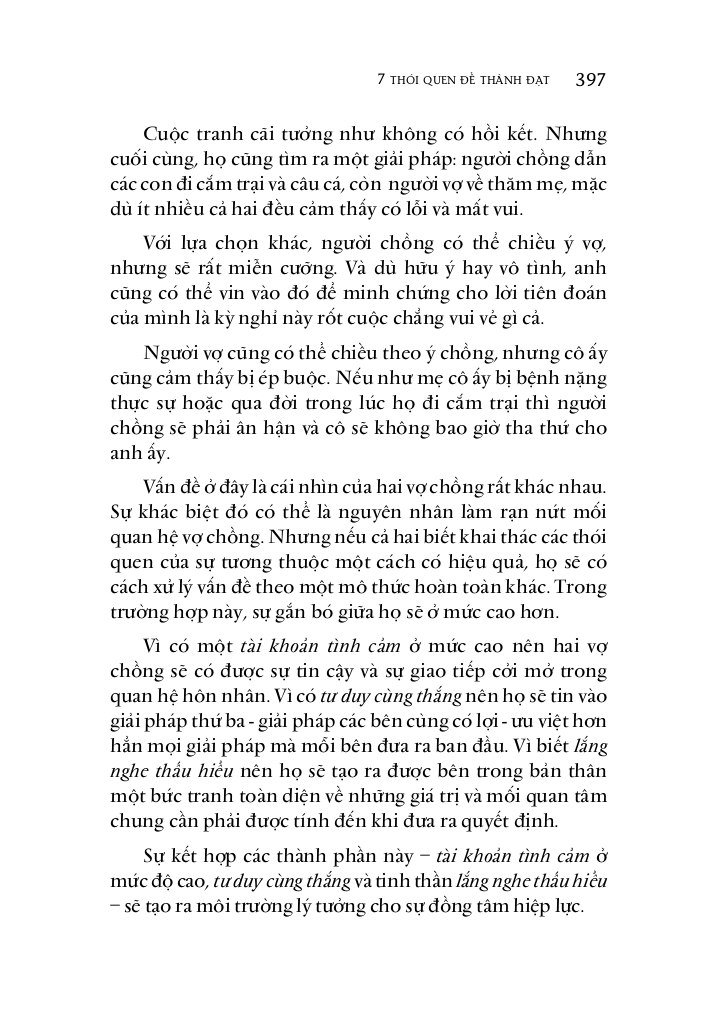 7 THÓI QUEN ĐỂ THÀNH ĐẠT 397
Cuộc tranh cãi tưởng như không có hồi kết. Nhưng
cuối cùng, họ cũng tìm ra một giải pháp: người chồng dẫn
các con đi cắm trại và câu cá, còn người vợ về thăm mẹ, mặc
dù ít nhiều cả hai đều cảm thấy có lỗi và mất vui.
Với lựa chọn khác, người chồng có thể chiều ý vợ,
nhưng sẽ rất miễn cưỡng. Và dù hữu ý hay vô tình, anh
cũng có thể vin vào đó để minh chứng cho lời tiên đoán
của mình là kỳ nghỉ này rốt cuộc chẳng vui vẻ gì cả.
Người vợ cũng có thể chiều theo ý chồng, nhưng cô ấy
cũng cảm thấy bị ép buộc. Nếu như mẹ cô ấy bị bệnh nặng
thực sự hoặc qua đời trong lúc họ đi cắm trại thì người
chồng sẽ phải ân hận và cô sẽ không bao giờ tha thứ cho
anh ấy.
Vấn đề ở đây là cái nhìn của hai vợ chồng rất khác nhau.
Sự khác biệt đó có thể là nguyên nhân làm rạn nứt mối
quan hệ vợ chồng. Nhưng nếu cả hai biết khai thác các thói
quen của sự tương thuộc một cách có hiệu quả, họ sẽ có
cách xử lý vấn đề theo một mô thức hoàn toàn khác. Trong
trường hợp này, sự gắn bó giữa họ sẽ ở mức cao hơn.
Vì có một tài khoản tình cảm ở mức cao nên hai vợ
chồng sẽ có được sự tin cậy và sự giao tiếp cởi mở trong
quan hệ hôn nhân. Vì có tư duy cùng thắng nên họ sẽ tin vào
giải pháp thứ ba - giải pháp các bên cùng có lợi - ưu việt hơn
hẳn mọi giải pháp mà mỗi bên đưa ra ban đầu. Vì biết lắng
nghe thấu hiểu nên họ sẽ tạo ra được bên trong bản thân
một bức tranh toàn diện về những giá trị và mối quan tâm
chung cần phải được tính đến khi đưa ra quyết định.
Sự kết hợp các thành phần này – tài khoản tình cảm ở
mức độ cao, tư duy cùng thắng và tinh thần lắng nghe thấu hiểu
– sẽ tạo ra môi trường lý tưởng cho sự đồng tâm hiệp lực.